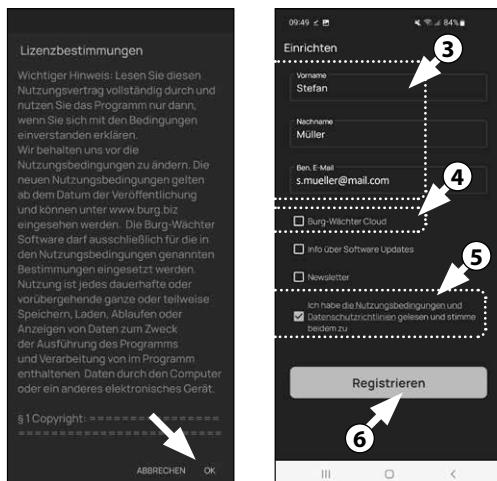 Lizenzbestimmungen
Wichtiger Hinweis: Lesen Sie diesen
Nutzungsvertrag vollständig durch und
nutzen Sie das Programm nur dann,
wenn Sie sich mit den Bedingungen
einverstanden erklären.
Wir behalten uns vor die
Nutzungsbedingungen zu ändern. Die
neuen Nutzungsbedingungen gelten
ab dem Datum der Veröffentlichung
und können unter www.burg.biz
eingesehen werden. Die Burg-Wächter
Software darf ausschließlich für die in
den Nutzungsbedingungen genannten
Bestimmungen eingesetzt werden.
Nutzung ist jedes dauerhafte oder
vorübergehende ganze oder teilweise
Speichern, Laden, Ablaufen oder
Anzeigen von Daten zum Zweck
der Ausführung des Programms
und Verarbeitung von im Programm
enthaltenen Daten durch den Computer
oder ein anderes elektronisches Gerät.
§ 1 Copyright: = = = = = = = = = = = = = = =
= = = = = = = = = = = = = = = = = = = = = = =
ABBRECHEN OK
09:49 84%
Einrichten
3
Vorname
Stefan
Nachname
Müller
Ben. E-Mail
s.mueller@mail.com
4
Burg-Wächter Cloud
Info über Software Updates
5
Newsletter
Ich habe die Nutzungsbedingungen und
Datenschutzrichtlinien gelesen und stimme
beidem zu
Registrieren
6